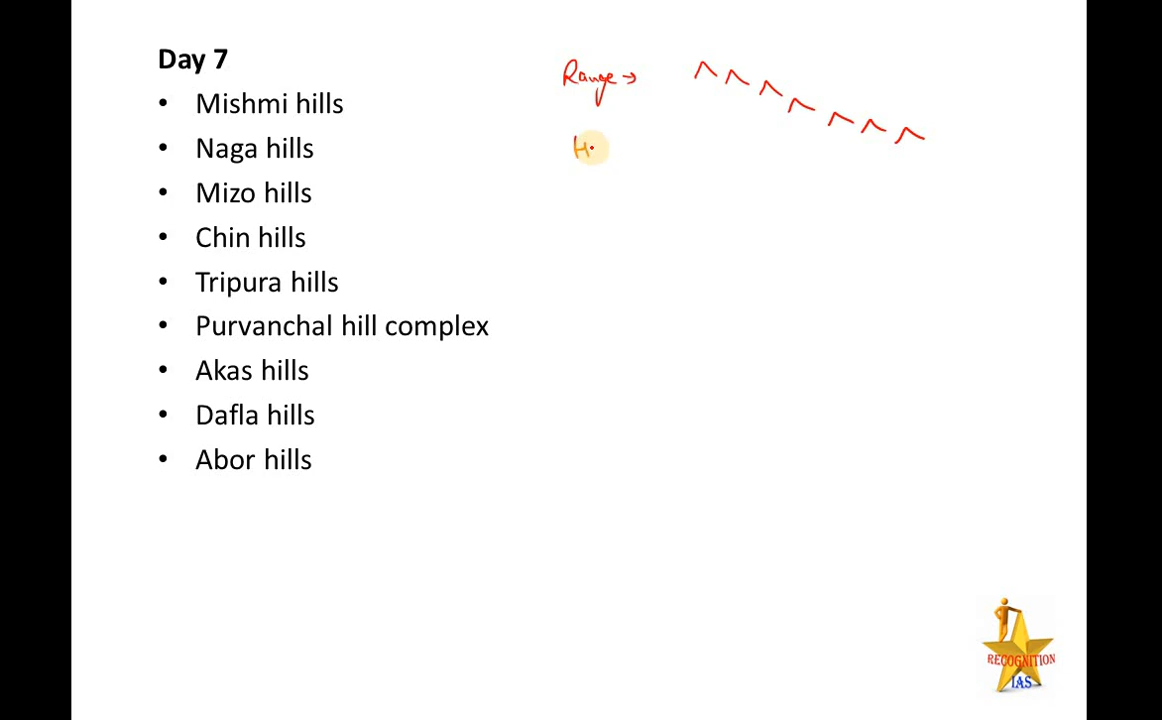 Day 7
• Mishmi hills
• Naga hills
• Mizo hills
• Chin hills
• Tripura hills
• Purvanchal hill complex
• Akas hills
• Dafla hills
• Abor hills
Range →
H
RECOGNITION
IAS